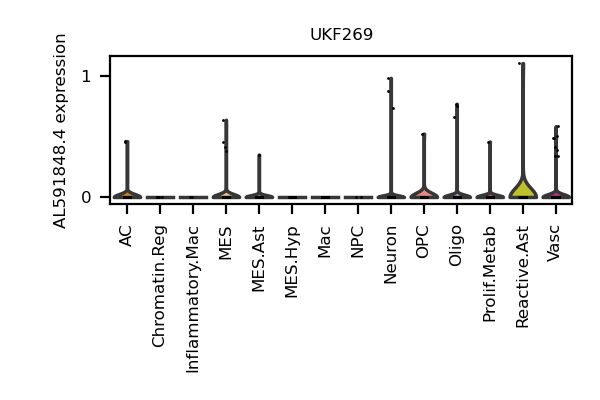 UKF269
AL591848.4 expression
1
0
AC
Chromatin.Reg
Inflammatory.Mac
MES
MES.Ast
MES.Hyp
Mac
NPC
Neuron
OPC
Oligo
Prolif.Metab
Reactive.Ast
Vasc